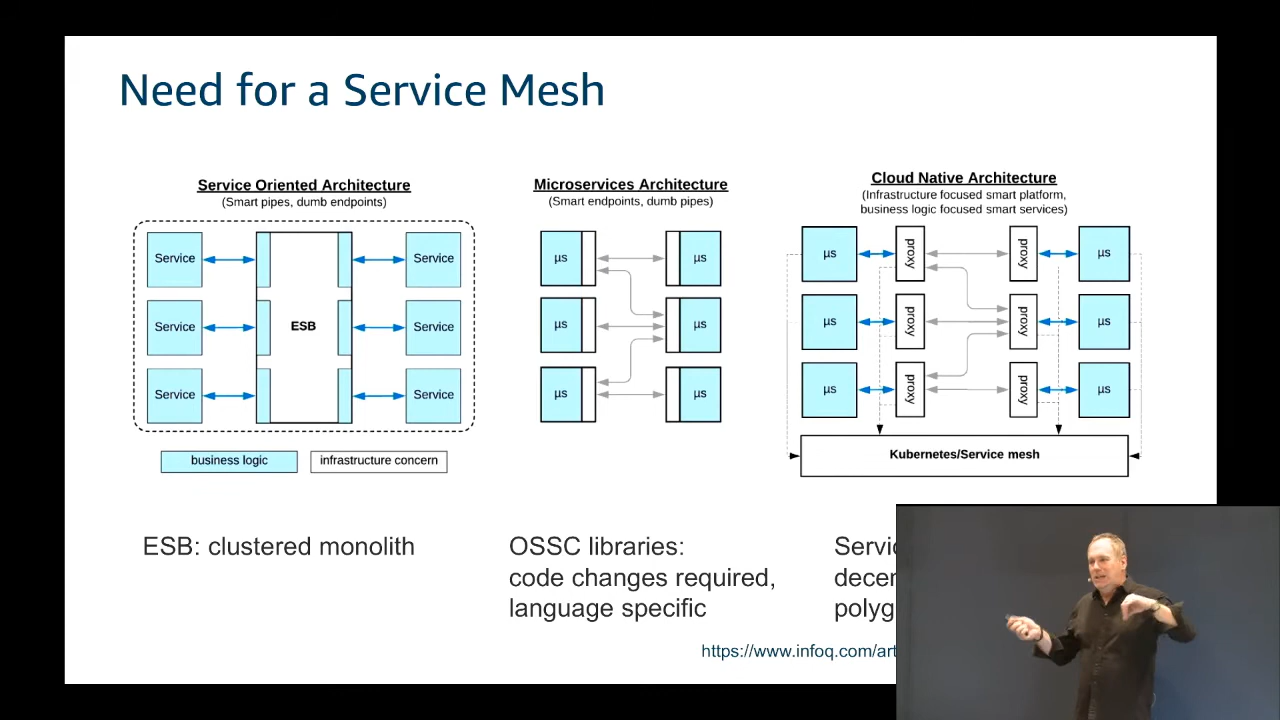 Need for a Service Mesh
Service Oriented Architecture
(Smart pipes, dumb endpoints)
Service
Service
ESB
Service
Service
Service
Service
business logic
infrastructure concern
Microservices Architecture
(Smart endpoints, dumb pipes)
μs
μs
μs
μs
μs
μs
Cloud Native Architecture
(Infrastructure focused smart platform,
business logic focused smart services)
μs
proxy
proxy
μs
μs
proxy
proxy
μs
μs
proxy
proxy
μs
Kubernetes/Service mesh
ESB: clustered monolith
OSSC libraries:
code changes required,
language specific
https://www.infoq.com/art